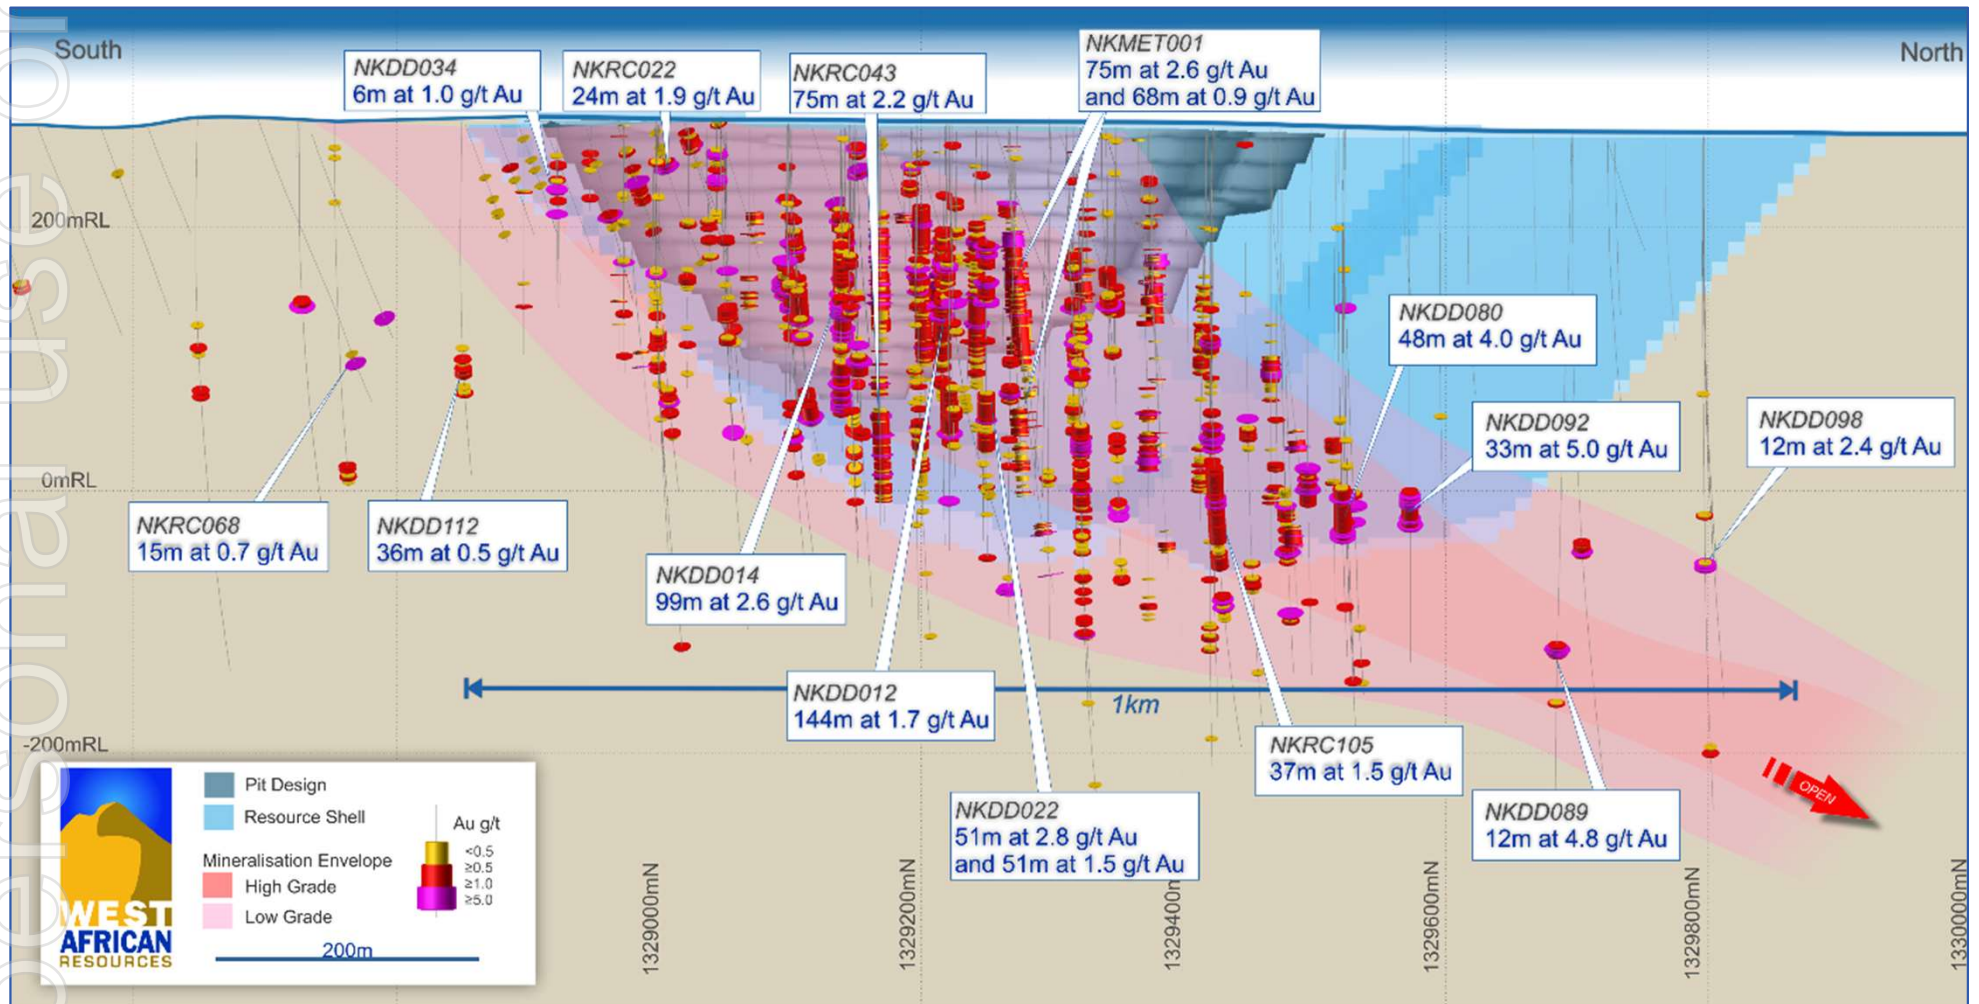 South
North
NKDD034
6m at 1.0 g/t Au
NKRC022
24m at 1.9 g/t Au
NKRC043
75m at 2.2 g/t Au
NKMET001
75m at 2.6 g/t Au
and 68m at 0.9 g/t Au
200mRL
NKDD080
48m at 4.0 g/t Au
NKDD092
33m at 5.0 g/t Au
NKDD098
12m at 2.4 g/t Au
0mRL
NKRC068
15m at 0.7 g/t Au
NKDD112
36m at 0.5 g/t Au
NKDD014
99m at 2.6 g/t Au
NKDD012
144m at 1.7 g/t Au
1km
NKRC105
37m at 1.5 g/t Au
NKDD022
51m at 2.8 g/t Au
and 51m at 1.5 g/t Au
NKDD089
12m at 4.8 g/t Au
OPEN
-200mRL
Pit Design
Resource Shell
Mineralisation Envelope
High Grade
Low Grade
200m
Au g/t
<0.5
≥0.5
≥1.0
≥5.0
WEST
AFRICAN
RESOURCES
1329000mN
1329200mN
1329400m
1329600mN
1329800mN
1330000mN
personal use o